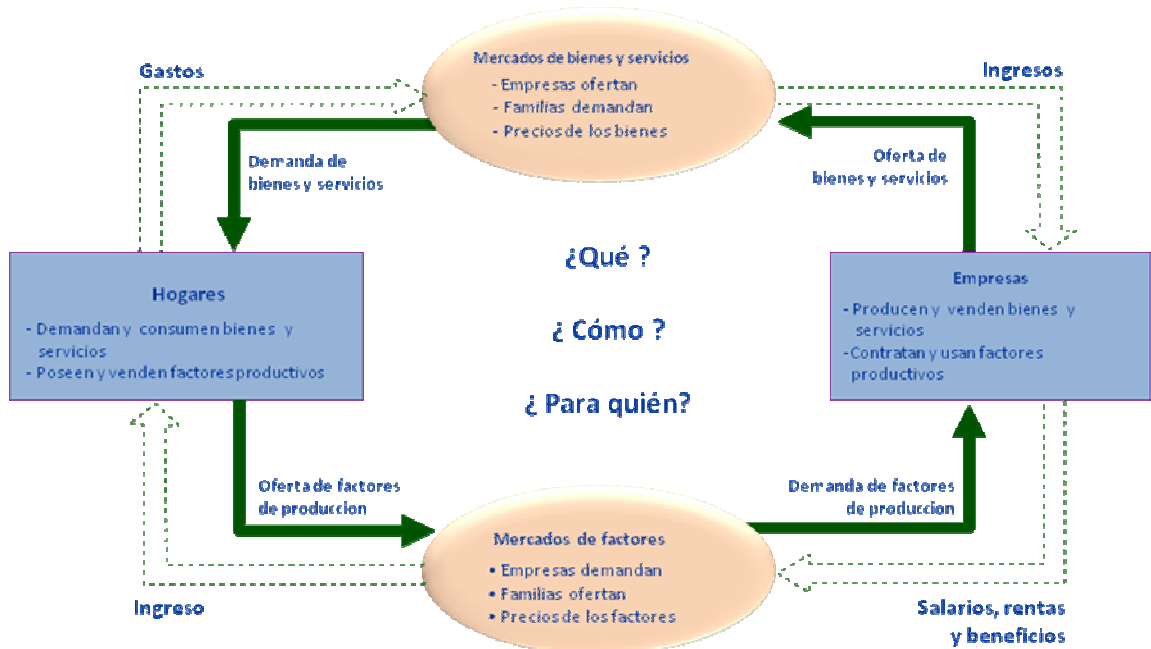 Mercados de bienes y servicios
- Empresas ofertan
- Familias demandan
- Precios de los bienes
Gastos
Ingresos
Demanda de
bienes y servicios
Oferta de
bienes y servicios
¿Qué ?
¿ Cómo ?
¿ Para quién?
Hogares
- Demandan y consumen bienes y
servicios
- Poseen y venden factores productivos
Empresas
- Producen y venden bienes y
servicios
- Contratan y usan factores
productivos
Oferta de factores
de produccion
Demanda de factores
de produccion
Mercados de factores
• Empresas demandan
• Familias ofertan
• Precios de los factores
Ingreso
Salarios, rentas
y beneficios